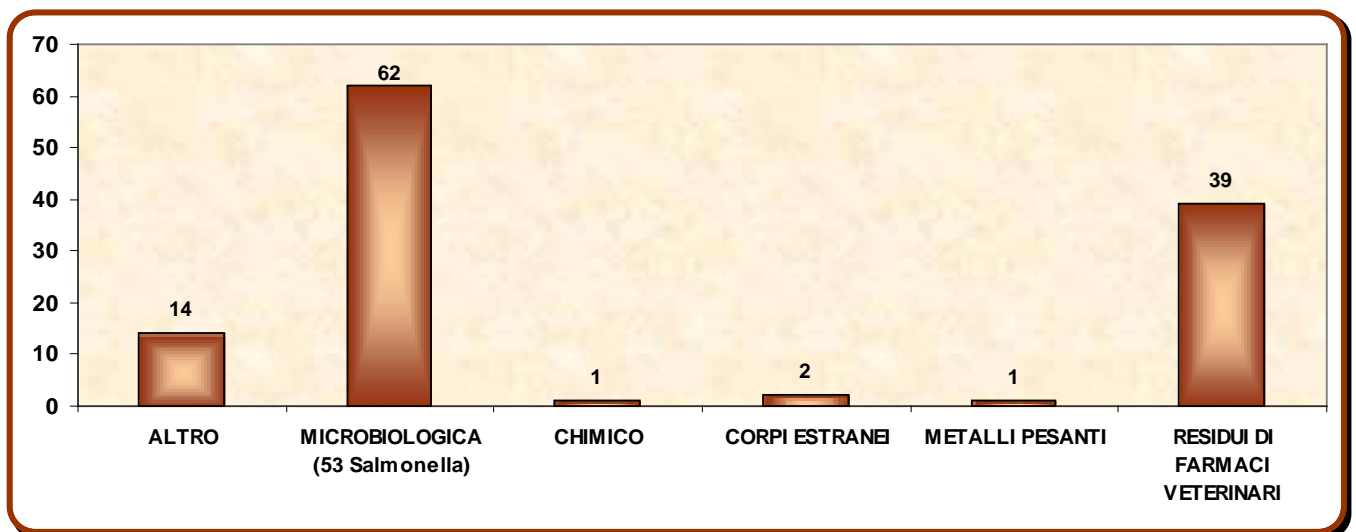 70
60
50
40
30
20
10
0
14
62
1
2
1
39
ALTRO
MICROBIOLOGICA
(53 Salmonella)
CHIMICO
CORPI ESTRANEI
METALLI PESANTI
RESIDUI DI
FARMACI
VETERINARI